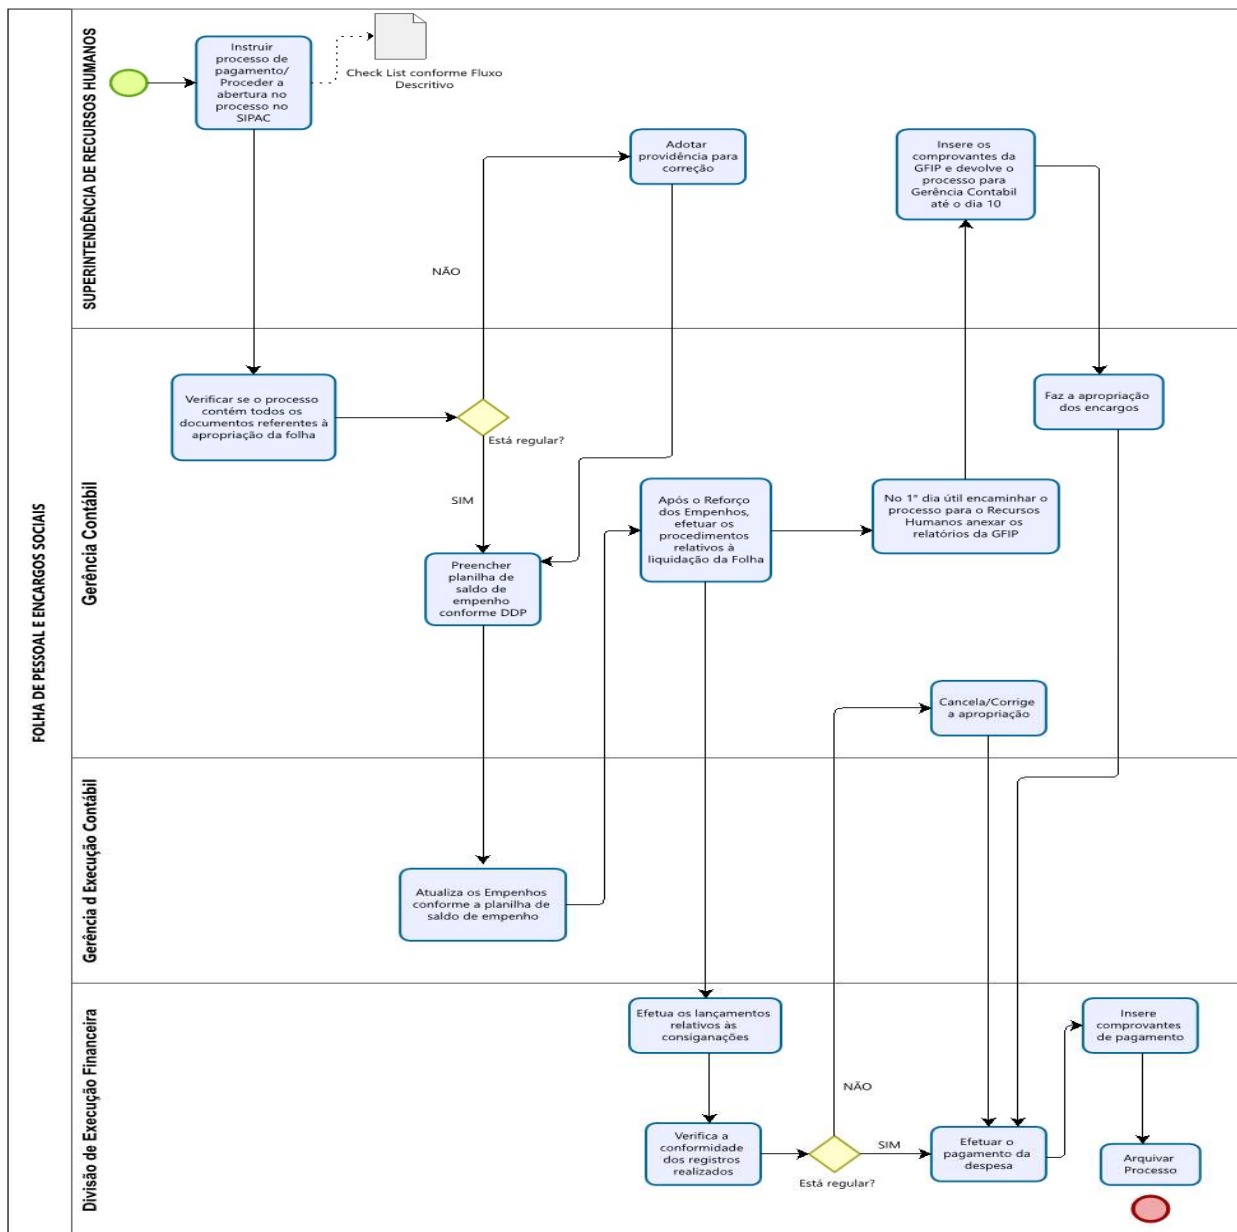 FOLHA DE PESSOAL E ENCARGOS SOCIAIS
SUPERINTENDÊNCIA DE RECURSOS HUMANOS
Instruir
processo de
pagamento/
Proceder a
abertura no
processo no
SIPAC
Check List conforme Fluxo
Descritivo
Adotar
providência para
correção
Insere os
comprovantes da
GFIP e devolve o
processo para
Gerência Contabil
até o dia 10
NÃO
Gerência Contábil
Verificar se o processo
contém todos os
documentos referentes à
apropriação da folha
Está regular?
SIM
Faz a apropriação
dos encargos
Após o Reforço
dos Empenhos,
efetuar os
procedimentos
relativos à
liquidação da Folha
No 1° dia útil encaminhar o
processo para o Recursos
Humanos anexar os
relatórios da GFIP
Preencher
planilha de
saldo de
empenho
conforme DDP
Cancela/Corrige
a apropriação
Gerência d Execução Contábil
Atualiza os Empenhos
conforme a planilha de
saldo de empenho
Divisão de Execução Financeira
Efetua os lançamentos
relativos às
consiganações
Insere
comprovantes
de pagamento
NÃO
Verifica a
conformidade
dos registros
realizados
Está regular?
SIM
Efetuar o
pagamento da
despesa
Arquivar
Processo